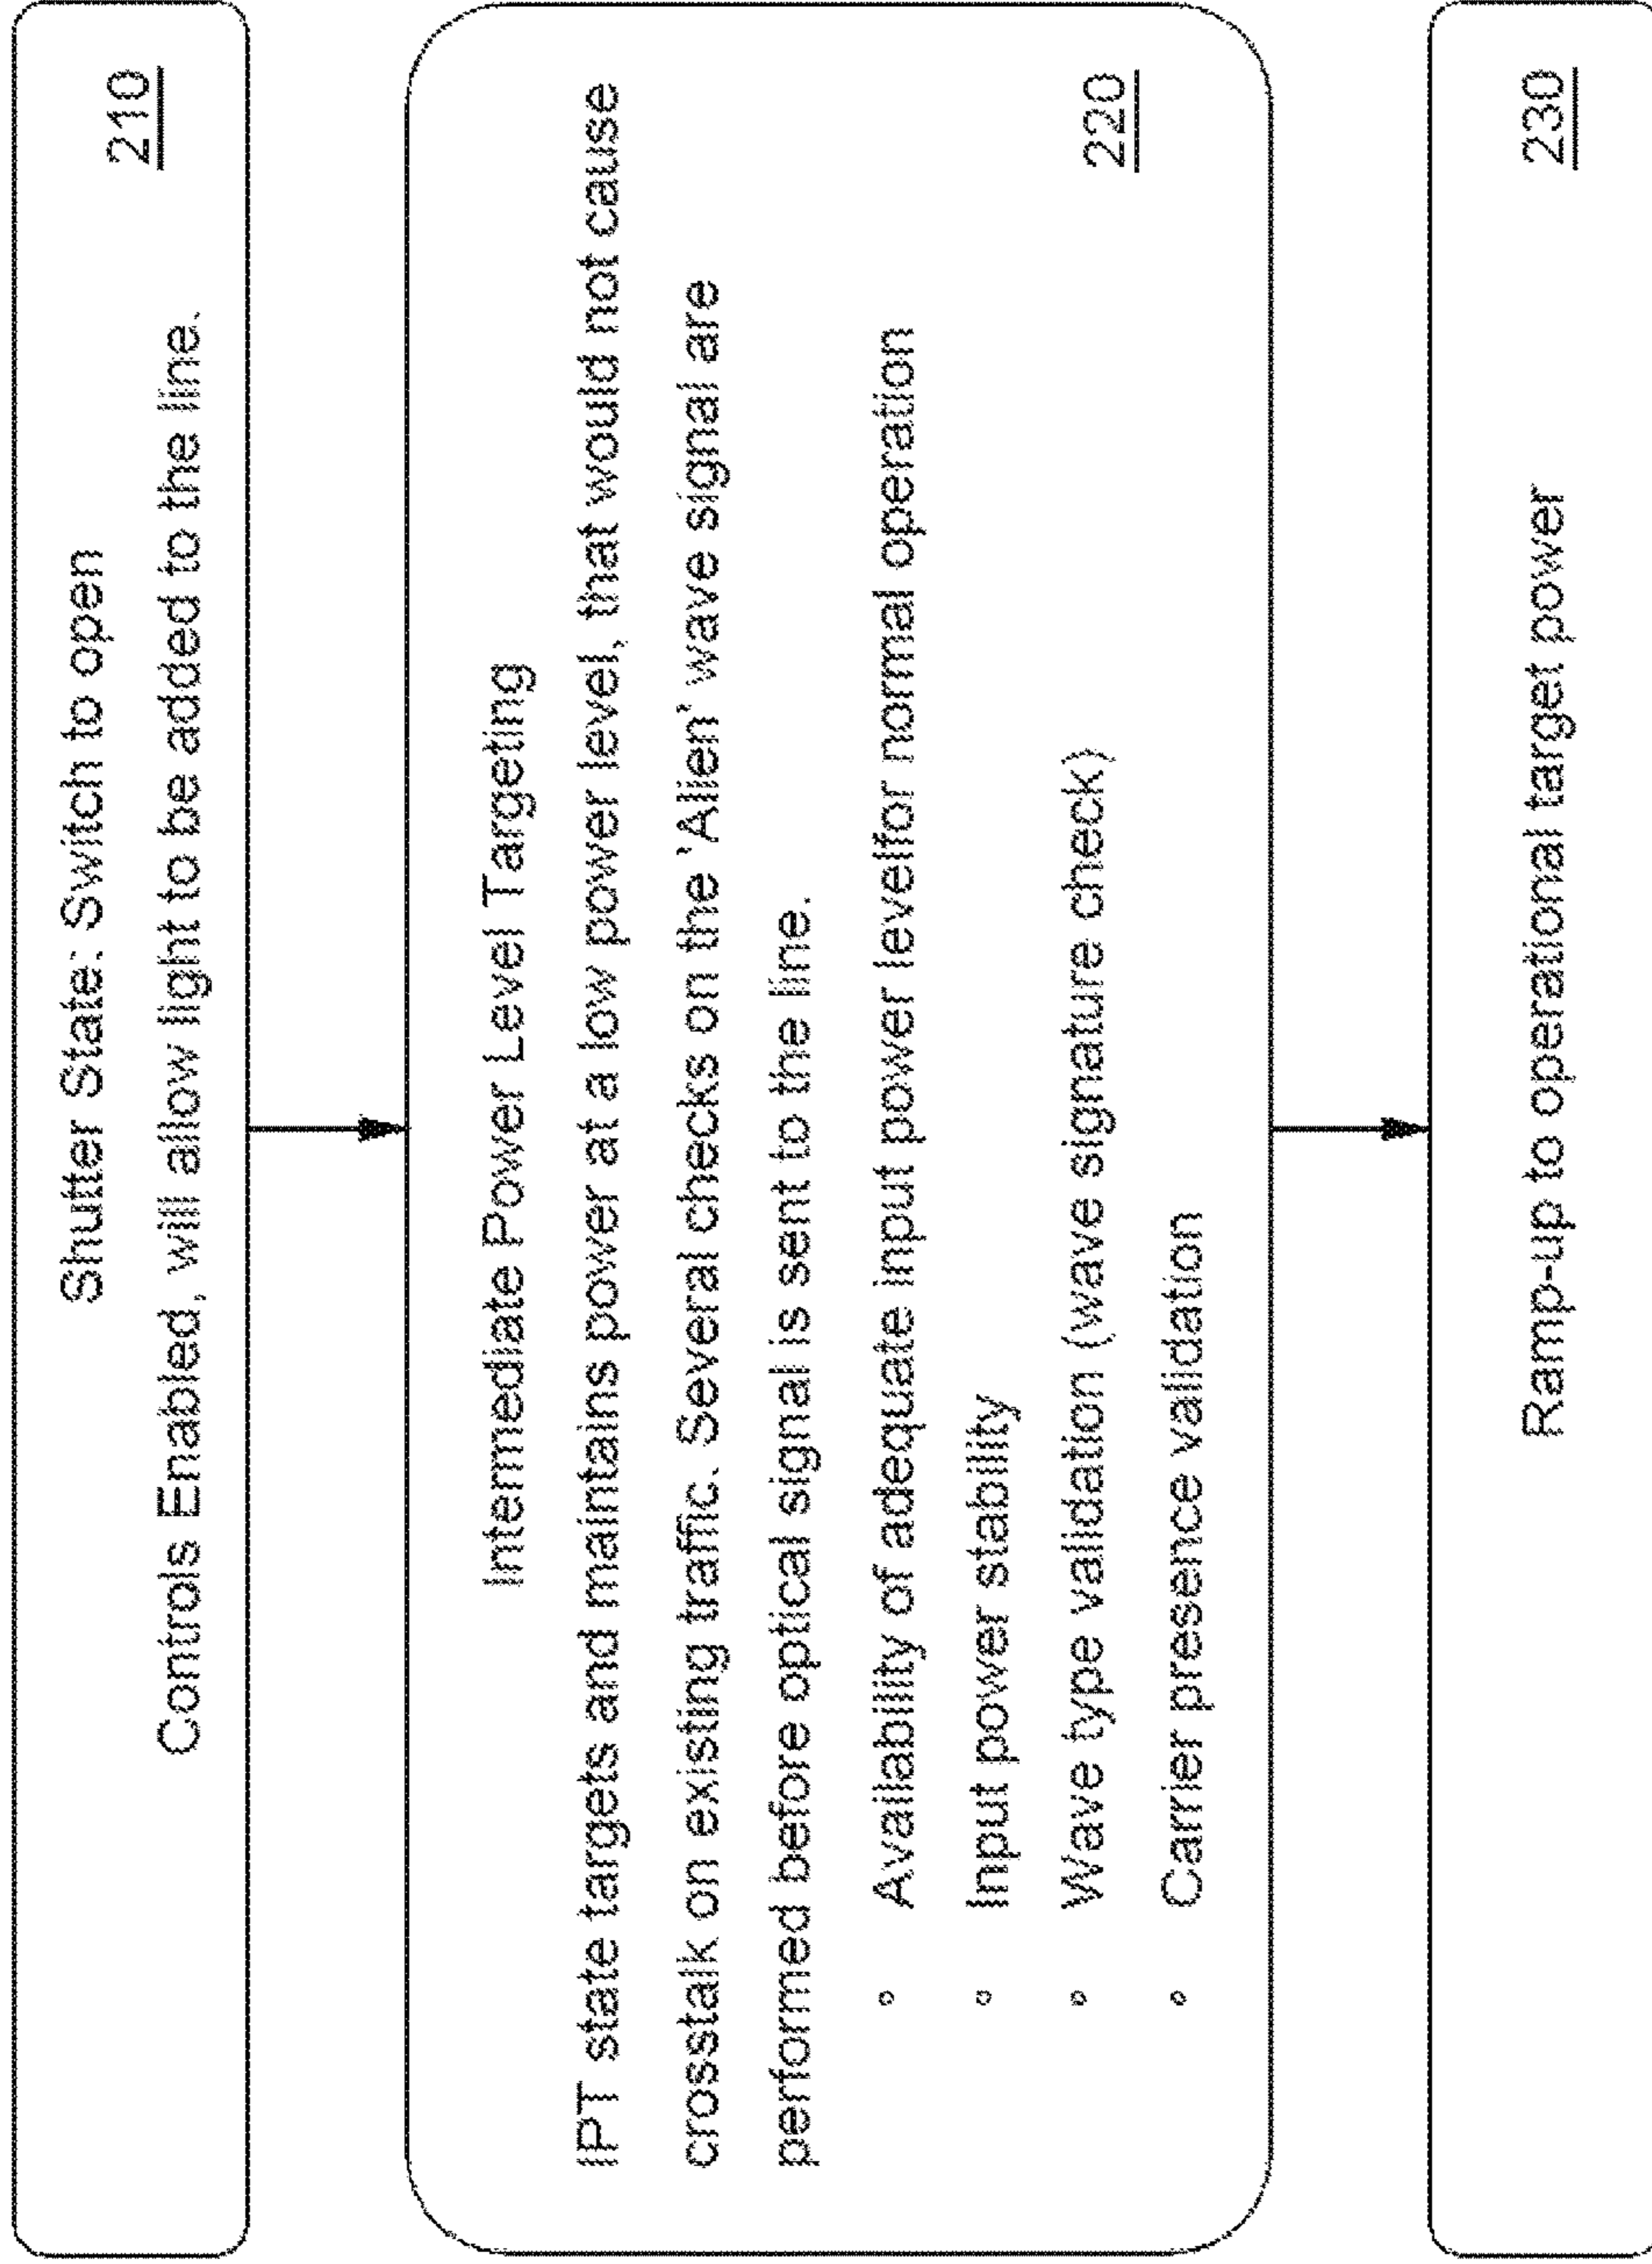 Shutter State: Switch to open
Controls Enabled, will allow light to be added to the line.
210
Intermediate Power Level Targeting
IPT state targets and maintains power at a low power level, that would not cause
crosstalk on existing traffic. Several checks on the ‘Alien’ wave signal are
performed before optical signal is sent to the line.
∘ Availability of adequate input power levelfor normal operation
∘ Input power stability
∘ Wave type validation (wave signature check)
∘ Carrier presence validation
220
Ramp-up to operational target power
230